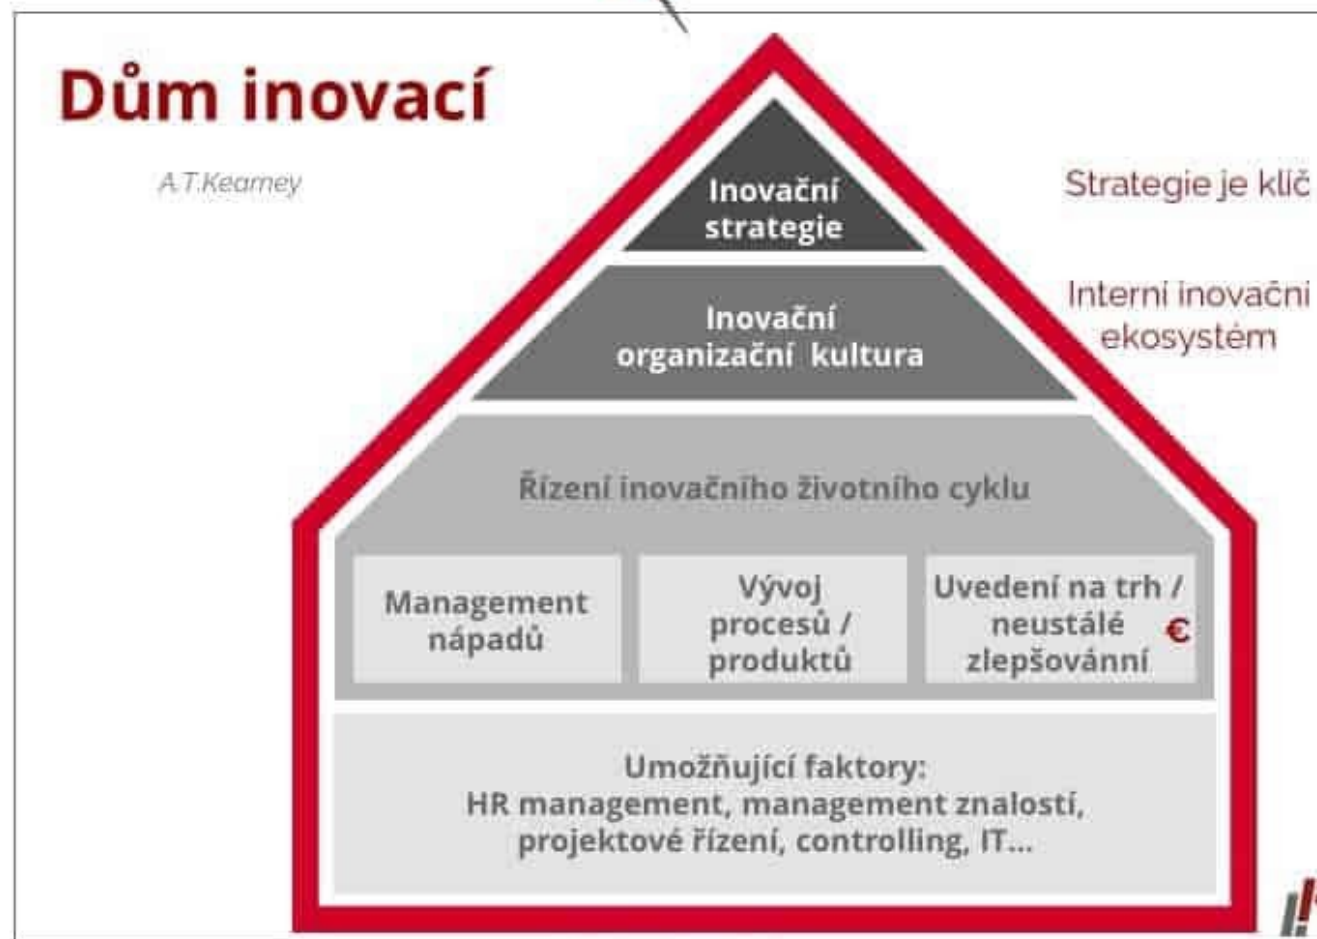 Dům inovací
A.T.Kearney
Inovační
strategie
Strategie je klíč
Inovační
organizační kultura
Interní inovační
ekosystém
Řízení inovačního životního cyklu
Management
nápadů
Vývoj
procesů /
produktů
Uvedení na trh /
neustálé €
zlepšovánní
Umožňující faktory:
HR management, management znalostí,
projektové řízení, controlling, IT...